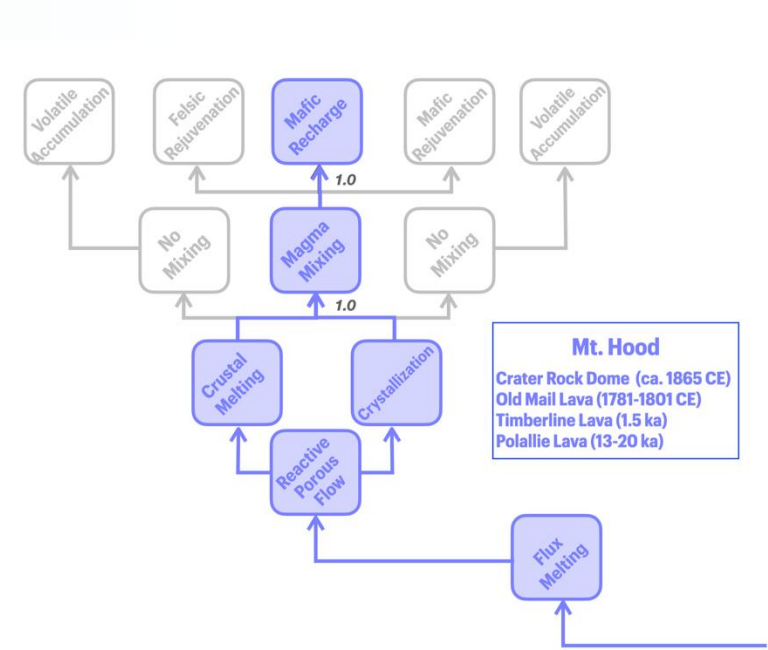 Volatile
Accumulation
Felsic
Rejuvenation
Mafic
Recharge
Mafic
Rejuvenation
Volatile
Accumulation
1.0
No
Mixing
Magma
Mixing
No
Mixing
1.0
Crustal
Melting
Crystallization
Mt. Hood
Crater Rock Dome (ca. 1865 CE)
Old Mail Lava (1781-1801 CE)
Timberline Lava (1.5 ka)
Polallie Lava (13-20 ka)
Reactive
Porous
Flow
Flux
Melting